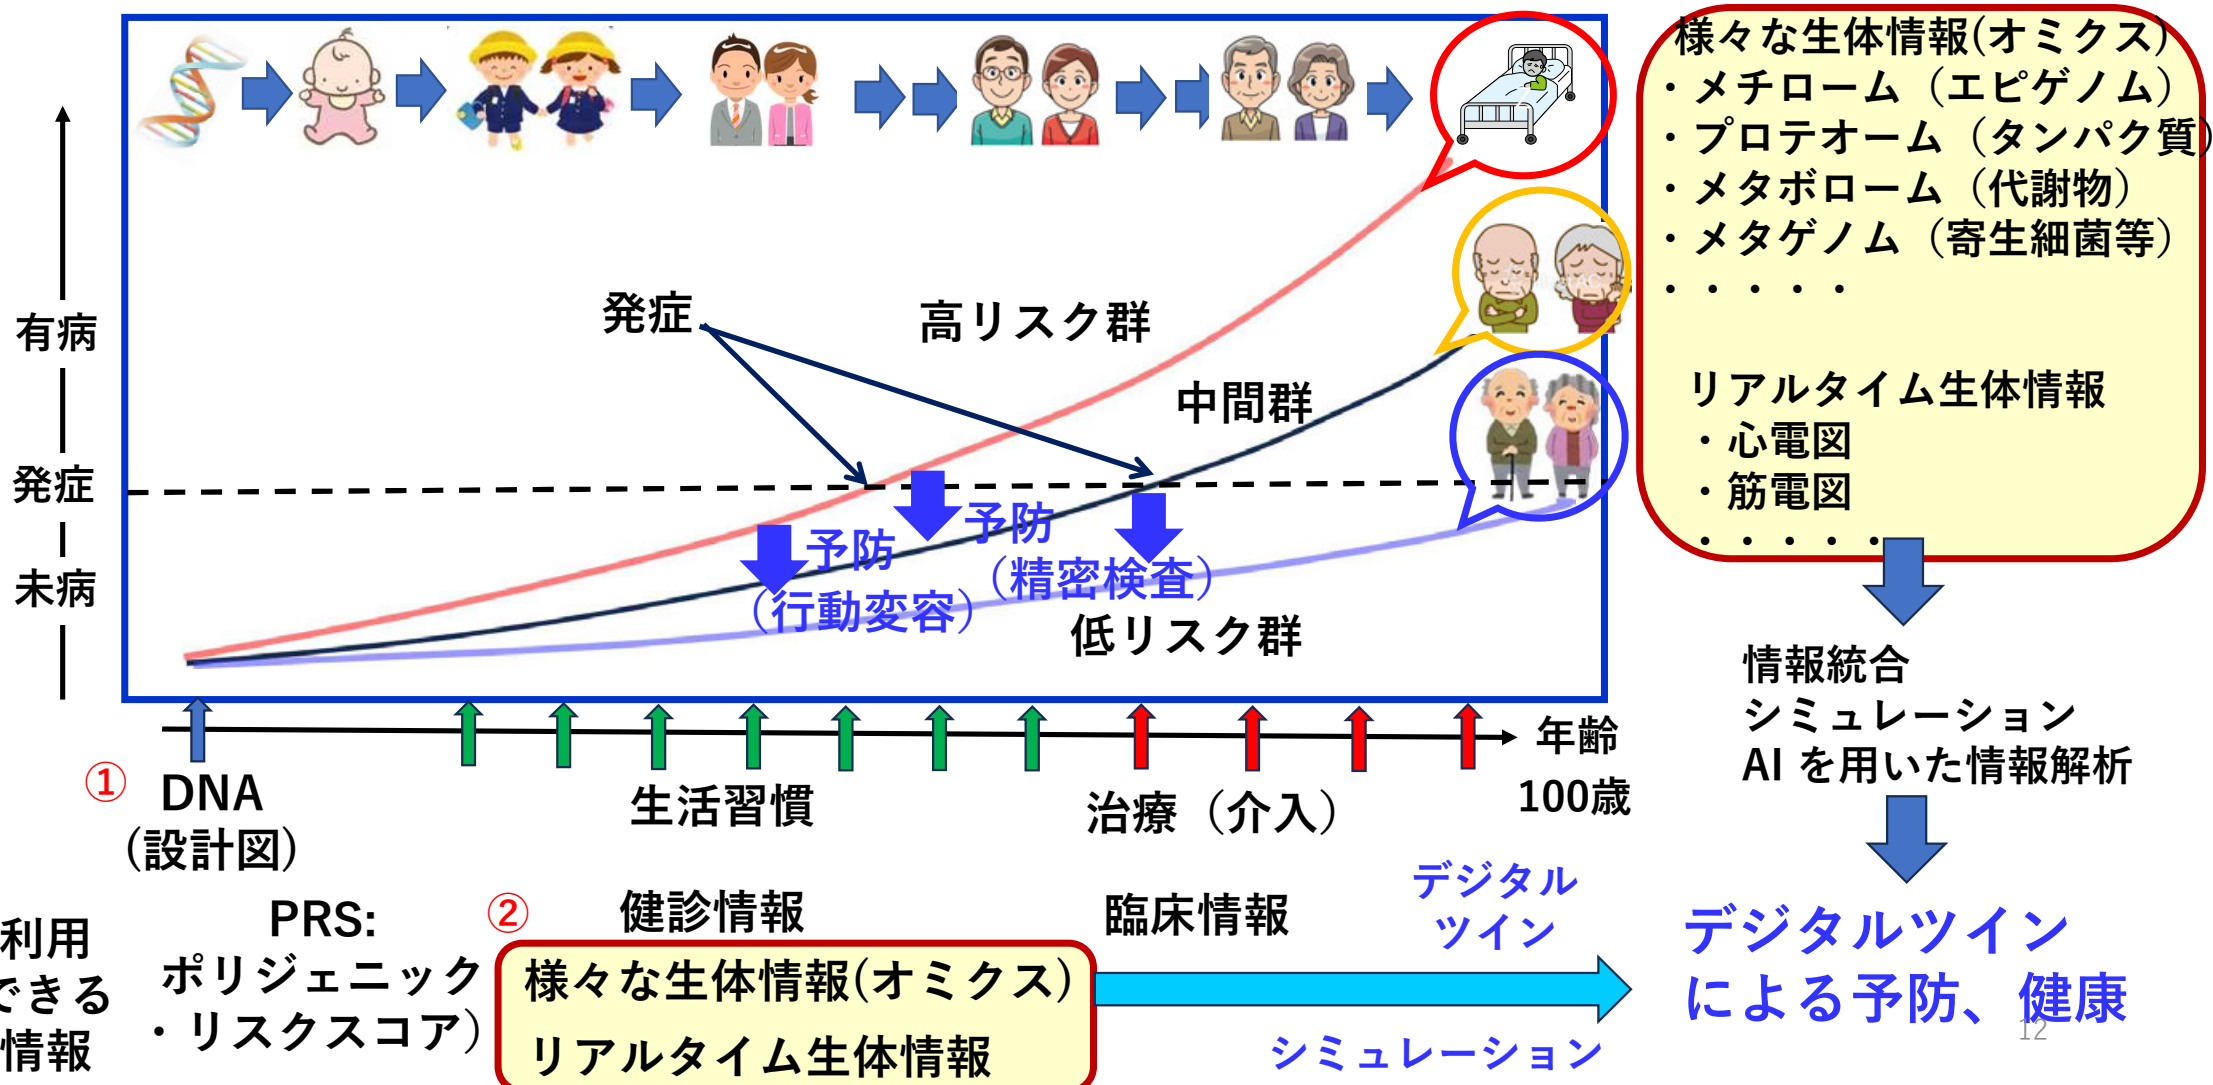 様々な生体情報(オミクス)
・メチローム（エピゲノム）
・プロテオーム（タンパク質）
・メタボローム（代謝物）
・メタゲノム（寄生細菌等）
・・・・・
リアルタイム生体情報
・心電図
・筋電図
・・・・・
有病
発症
未病
発症
高リスク群
中間群
予防
（行動変容）
予防
（精密検査）
低リスク群
年齢
100歳
①
DNA
(設計図)
生活習慣
治療（介入）
情報統合
シミュレーション
AI を用いた情報解析
利用
できる
情報
PRS:
ポリジェニック
・リスクスコア）
②
健診情報
様々な生体情報(オミクス)
リアルタイム生体情報
臨床情報
デジタル
ツイン
シミュレーション
デジタルツイン
による予防、健康
12